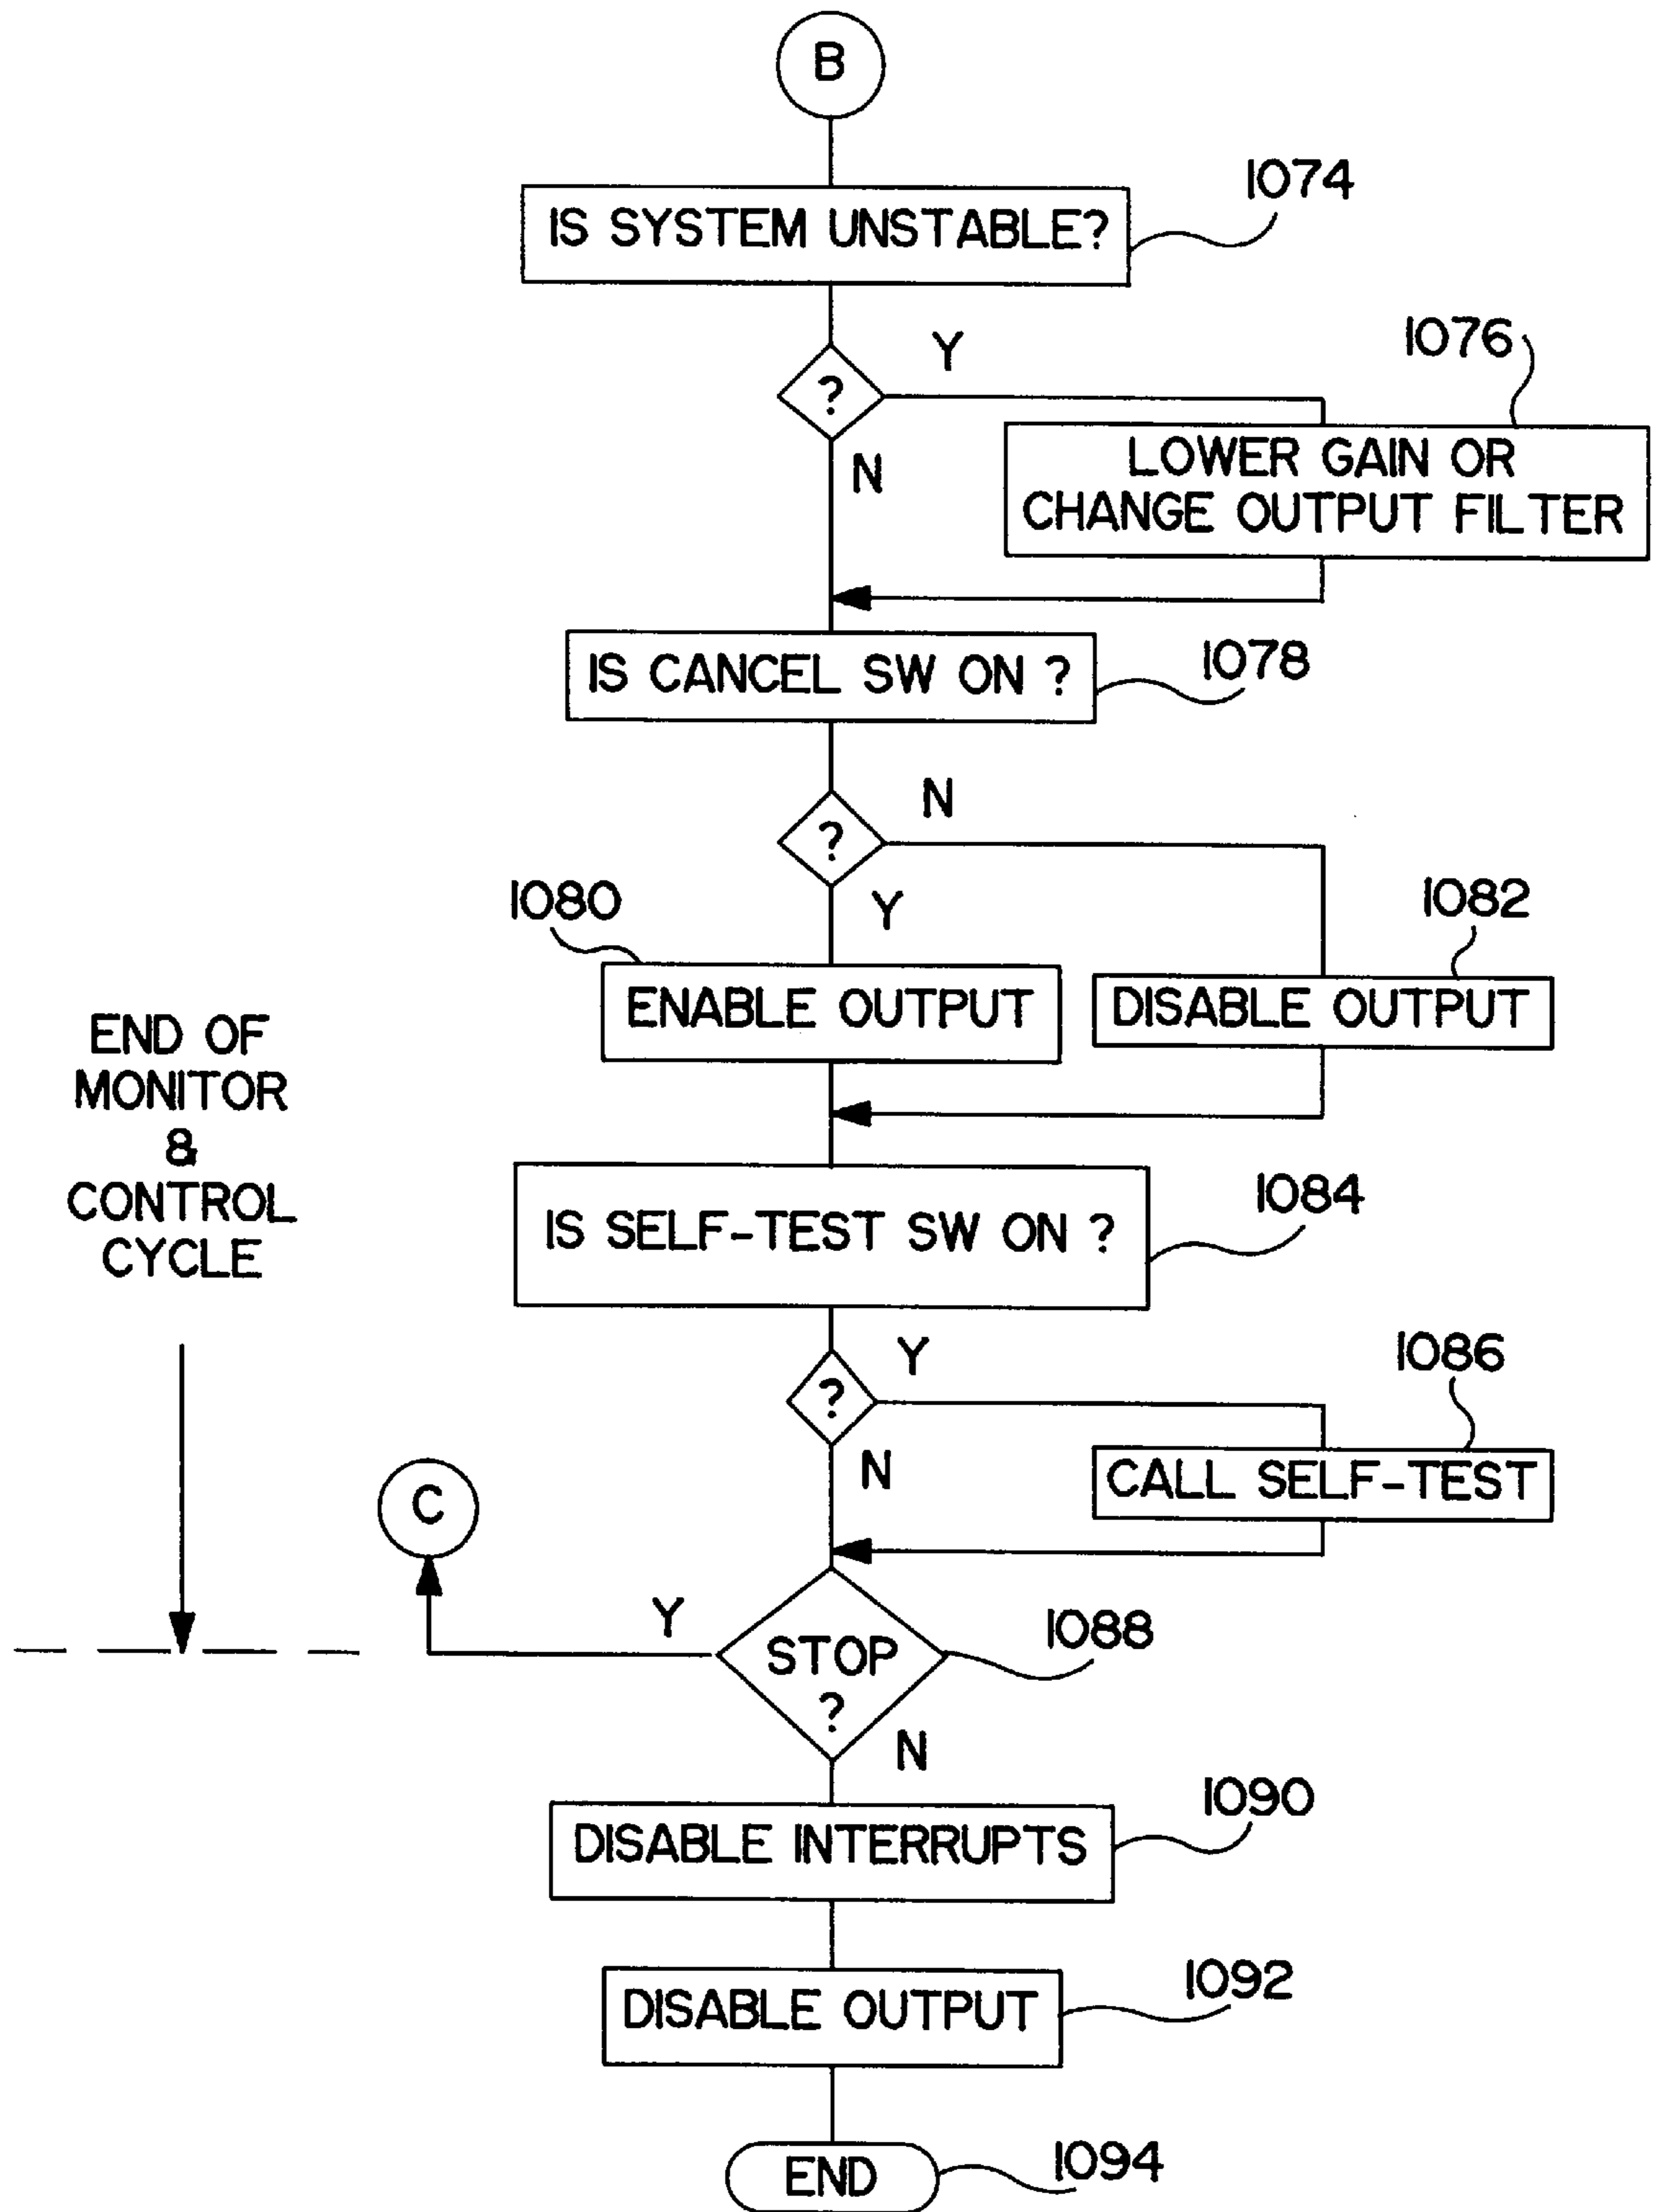 B
IS SYSTEM UNSTABLE?
1074
?
Y
N
1076
LOWER GAIN OR
CHANGE OUTPUT FILTER
IS CANCEL SW ON ?
1078
?
N
Y
1080
ENABLE OUTPUT
1082
DISABLE OUTPUT
END OF
MONITOR
&
CONTROL
CYCLE
IS SELF-TEST SW ON ?
1084
?
Y
N
1086
CALL SELF-TEST
C
Y
STOP
?
1088
N
DISABLE INTERRUPTS
1090
DISABLE OUTPUT
1092
END
1094